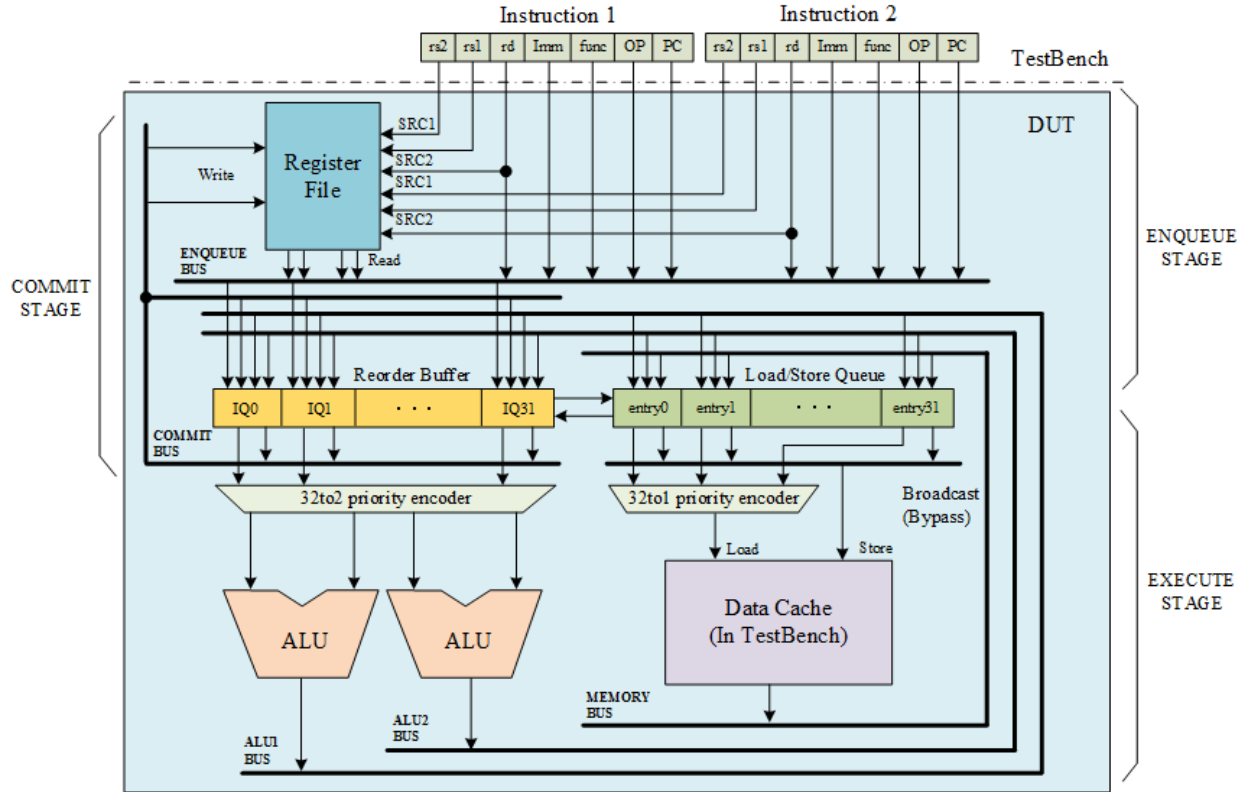 Instruction 1
Instruction 2
rs2 rs1 rd Imm func OP PC
rs2 rs1 rd Imm func OP PC
TestBench
DUT
SRC1
SRC2
SRC1
SRC2
Register
File
Write
Read
ENQUEUE
BUS
COMMIT
STAGE
ENQUEUE
STAGE
Reorder Buffer
Load/Store Queue
IQ0 IQ1 · · · IQ31
entry0 entry1 · · · entry31
COMMIT
BUS
32to2 priority encoder
32to1 priority encoder
Broadcast
(Bypass)
Load
Store
ALU
ALU
Data Cache
(In TestBench)
EXECUTE
STAGE
MEMORY
BUS
ALU2
BUS
ALU1
BUS